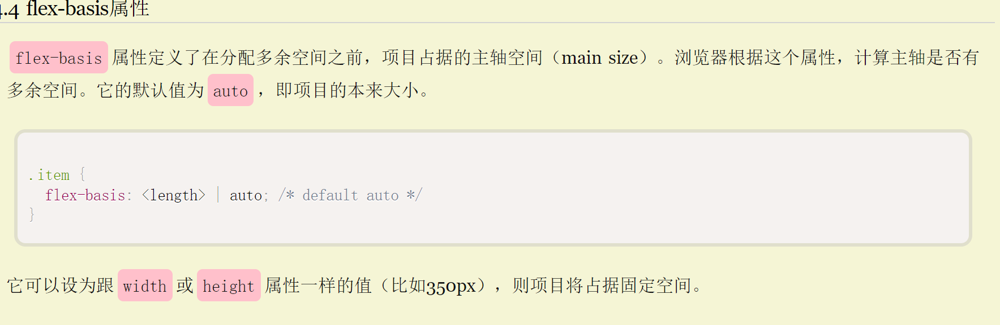 4.4 flex-basis属性
flex-basis 属性定义了在分配多余空间之前，项目占据的主轴空间（main size）。浏览器根据这个属性，计算主轴是否有
多余空间。它的默认值为 auto ，即项目的本来大小。
.item {
  flex-basis: <length> | auto; /* default auto */
}
它可以设为跟 width 或 height 属性一样的值（比如350px），则项目将占据固定空间。